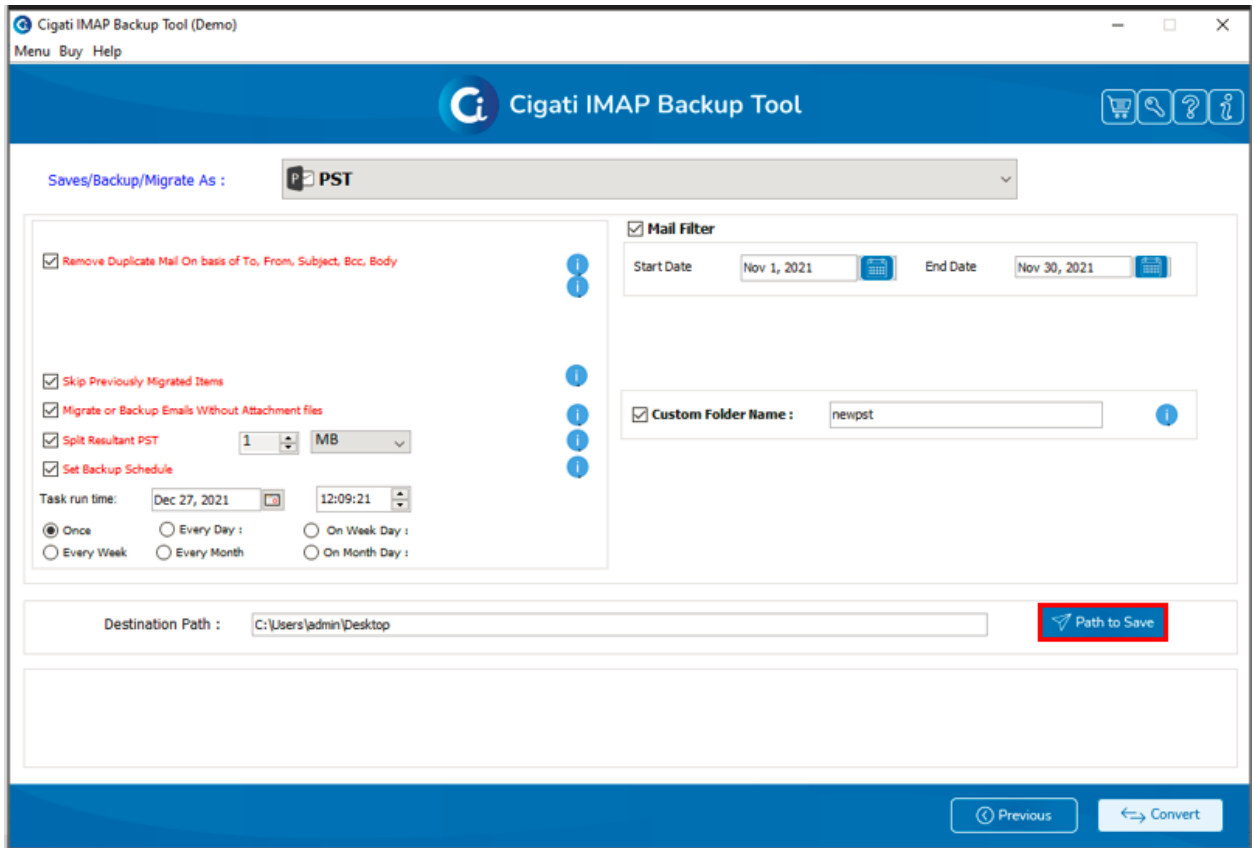 Cigati IMAP Backup Tool (Demo)
Menu Buy Help
Cigati IMAP Backup Tool
Saves/Backup/Migrate As :
PST
Remove Duplicate Mail On basis of To, From, Subject, Bcc, Body
Skip Previously Migrated Items
Migrate or Backup Emails Without Attachment files
Split Resultant PST 1 MB
Set Backup Schedule
Task run time: Dec 27, 2021 12:09:21
Once Every Day : On Week Day :
Every Week Every Month On Month Day :
Mail Filter
Start Date Nov 1, 2021 End Date Nov 30, 2021
Custom Folder Name : newpst
Destination Path : C:\Users\admin\Desktop Path to Save
Previous Convert